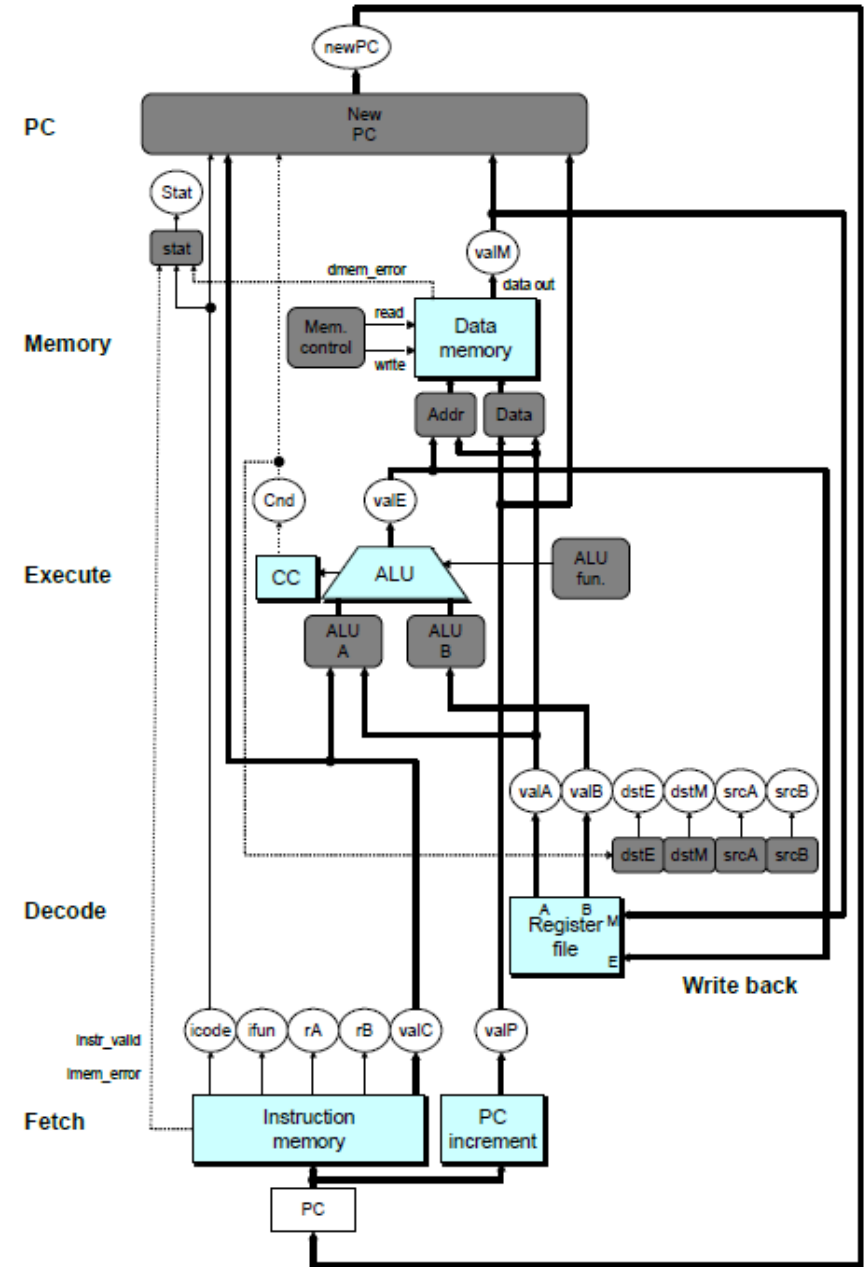 newPC
New
PC
PC
Stat
stat
valM
dmem_error
data out
read
Mem.
control
Data
memory
Memory
write
Addr
Data
Cnd
valE
ALU
fun.
Execute
CC
ALU
ALU
A
ALU
B
valA
valB
dstE
dstM
srcA
srcB
dstE
dstM
srcA
srcB
Decode
A
B
M
Register
file
E
Write back
icode
ifun
rA
rB
valC
valP
Instr_valid
Imem_error
Fetch
Instruction
memory
PC
increment
PC